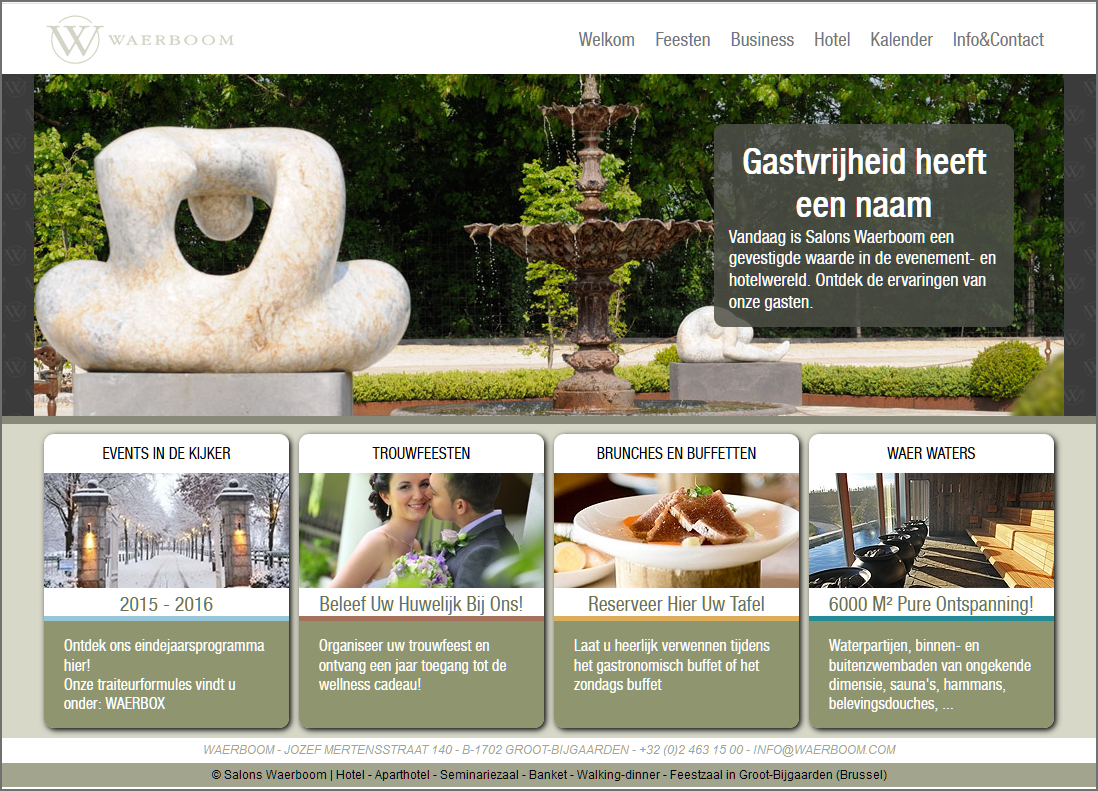 W WAERBOOM
Welkom Feesten Business Hotel Kalender Info&Contact
Gastvrijheid heeft
een naam
Vandaag is Salons Waerboom een
gevestigde waarde in de evenement- en
hotelwereld. Ontdek de ervaringen van
onze gasten.
EVENTS IN DE KIJKER
2015 - 2016
Ontdek ons eindejaarsprogramma
hier!
Onze traiteurformules vindt u
onder: WAERBOX
TROUWFEESTEN
Beleef Uw Huwelijk Bij Ons!
Organiseer uw trouwfeest en
ontvang een jaar toegang tot de
wellness cadeau!
BRUNCHES EN BUFFETTEN
Reserveer Hier Uw Tafel
Laat u heerlijk verwennen tijdens
het gastronomisch buffet of het
zondags buffet
WAER WATERS
6000 M² Pure Ontspanning!
Waterpartijen, binnen- en
buitenzwembaden van ongekende
dimensie, sauna's, hammans,
belevingsdouches, ...
WAERBOOM - JOZEF MERTENSSTRAAT 140 - B-1702 GROOT-BIJGAARDEN - +32 (0)2 463 15 00 - INFO@WAERBOOM.COM
© Salons Waerboom | Hotel - Aparthotel - Seminariezaal - Banket - Walking-dinner - Feestzaal in Groot-Bijgaarden (Brussel)